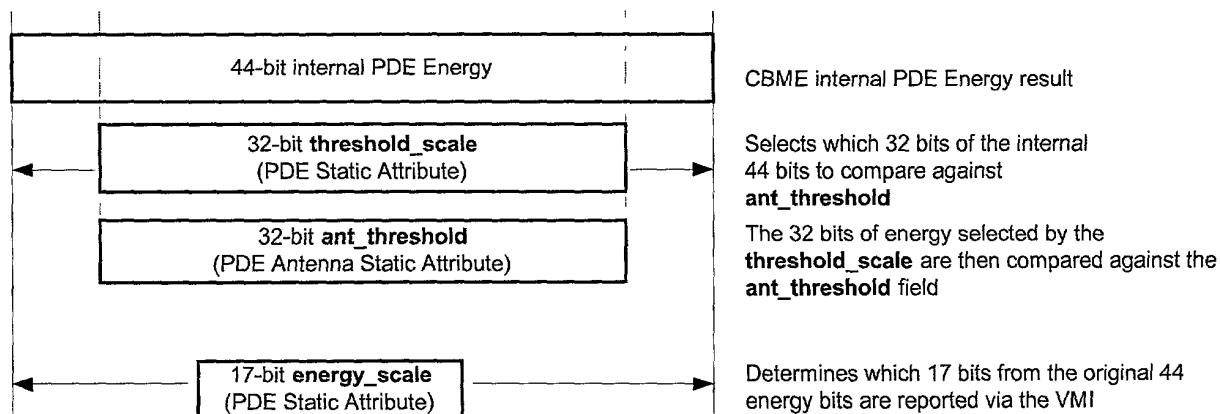 44-bit internal PDE Energy
CBME internal PDE Energy result
32-bit threshold_scale
(PDE Static Attribute)
Selects which 32 bits of the internal
44 bits to compare against
ant_threshold
32-bit ant_threshold
(PDE Antenna Static Attribute)
The 32 bits of energy selected by the
threshold_scale are then compared against the
ant_threshold field
17-bit energy_scale
(PDE Static Attribute)
Determines which 17 bits from the original 44
energy bits are reported via the VMI